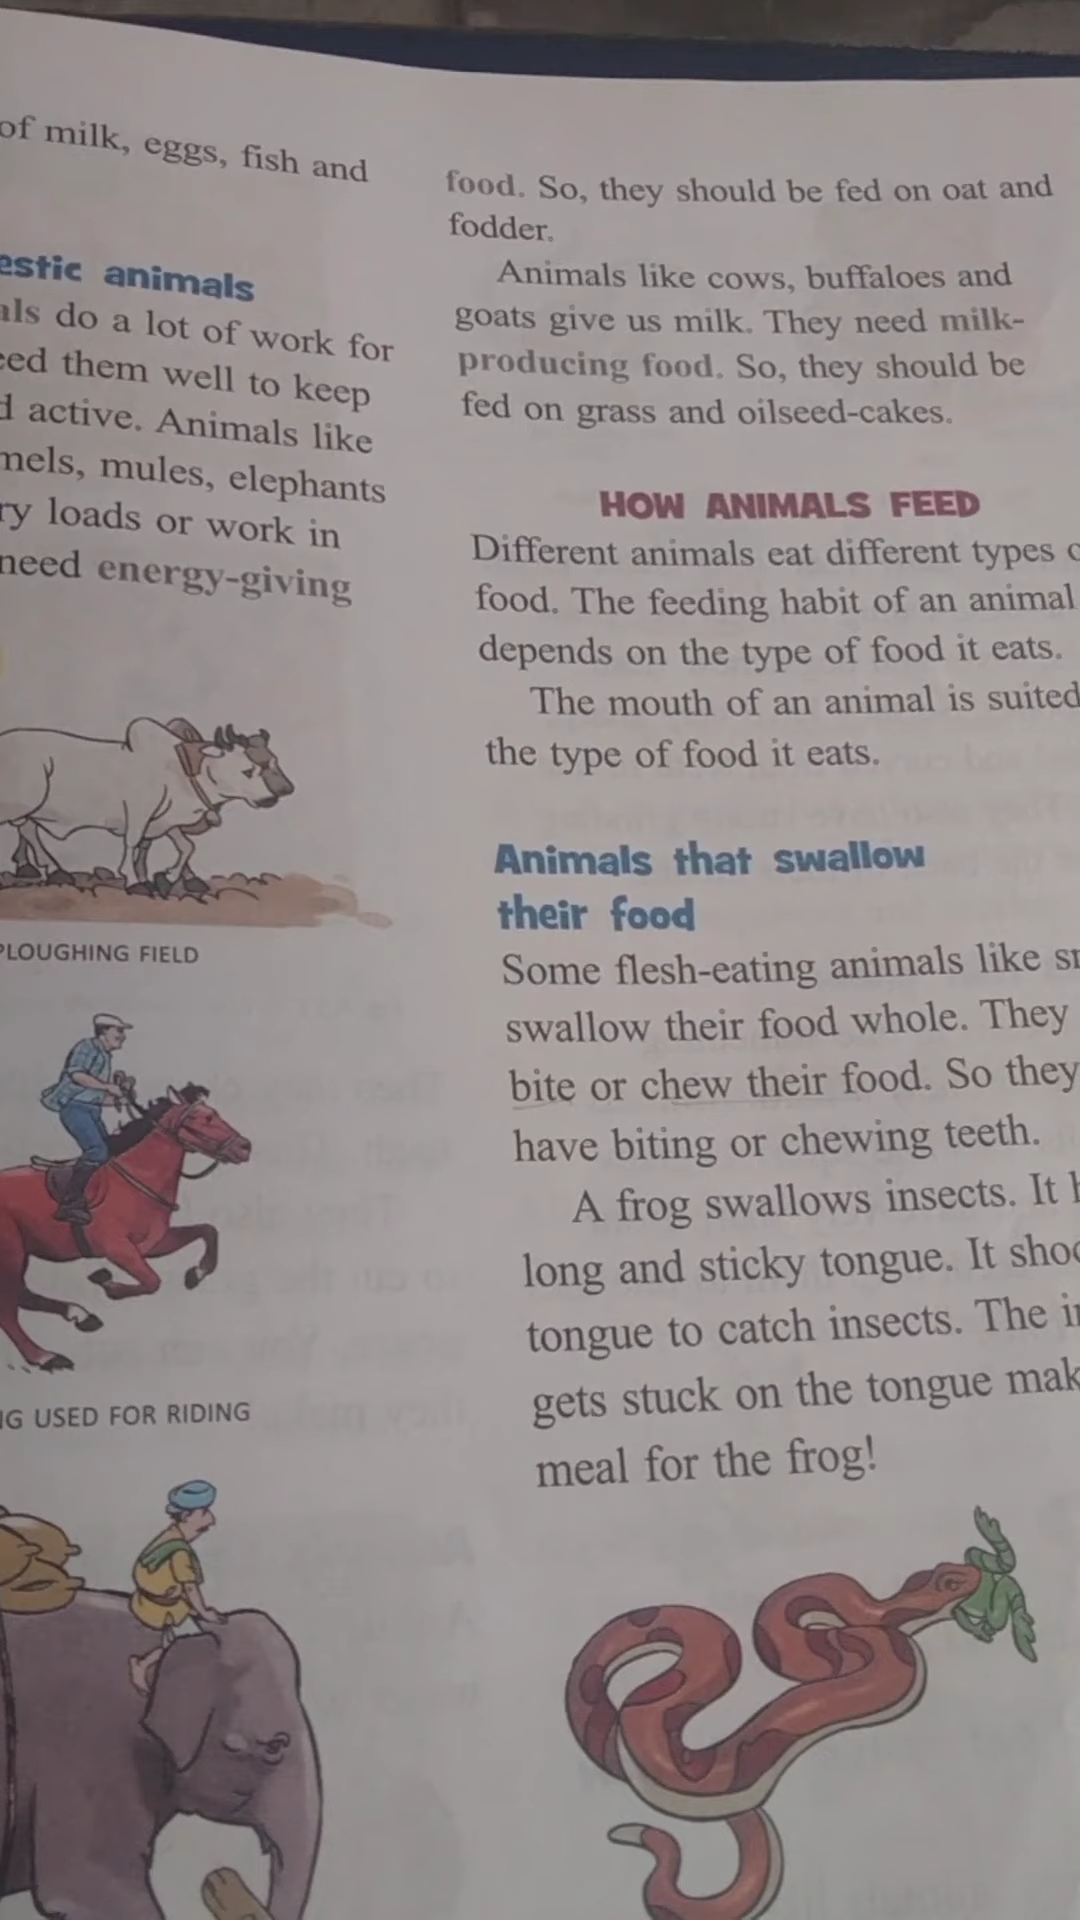 of milk, eggs, fish and
animals
do a lot of work for
them well to keep
active. Animals like
mules, elephants
loads or work in
need energy-giving
PLOUGHING FIELD
USED FOR RIDING
food. So, they should be fed on oat and
fodder.
Animals like cows, buffaloes and
goats give us milk. They need milk-
producing food. So, they should be
fed on grass and oilseed-cakes.
HOW ANIMALS FEED
Different animals eat different types
food. The feeding habit of an animal
depends on the type of food it eats.
The mouth of an animal is suited
the type of food it eats.
Animals that swallow
their food
Some flesh-eating animals like
swallow their food whole. They
bite or chew their food. So they
have biting or chewing teeth.
A frog swallows insects. It
long and sticky tongue. It
tongue to catch insects. The
gets stuck on the tongue
meal for the frog!